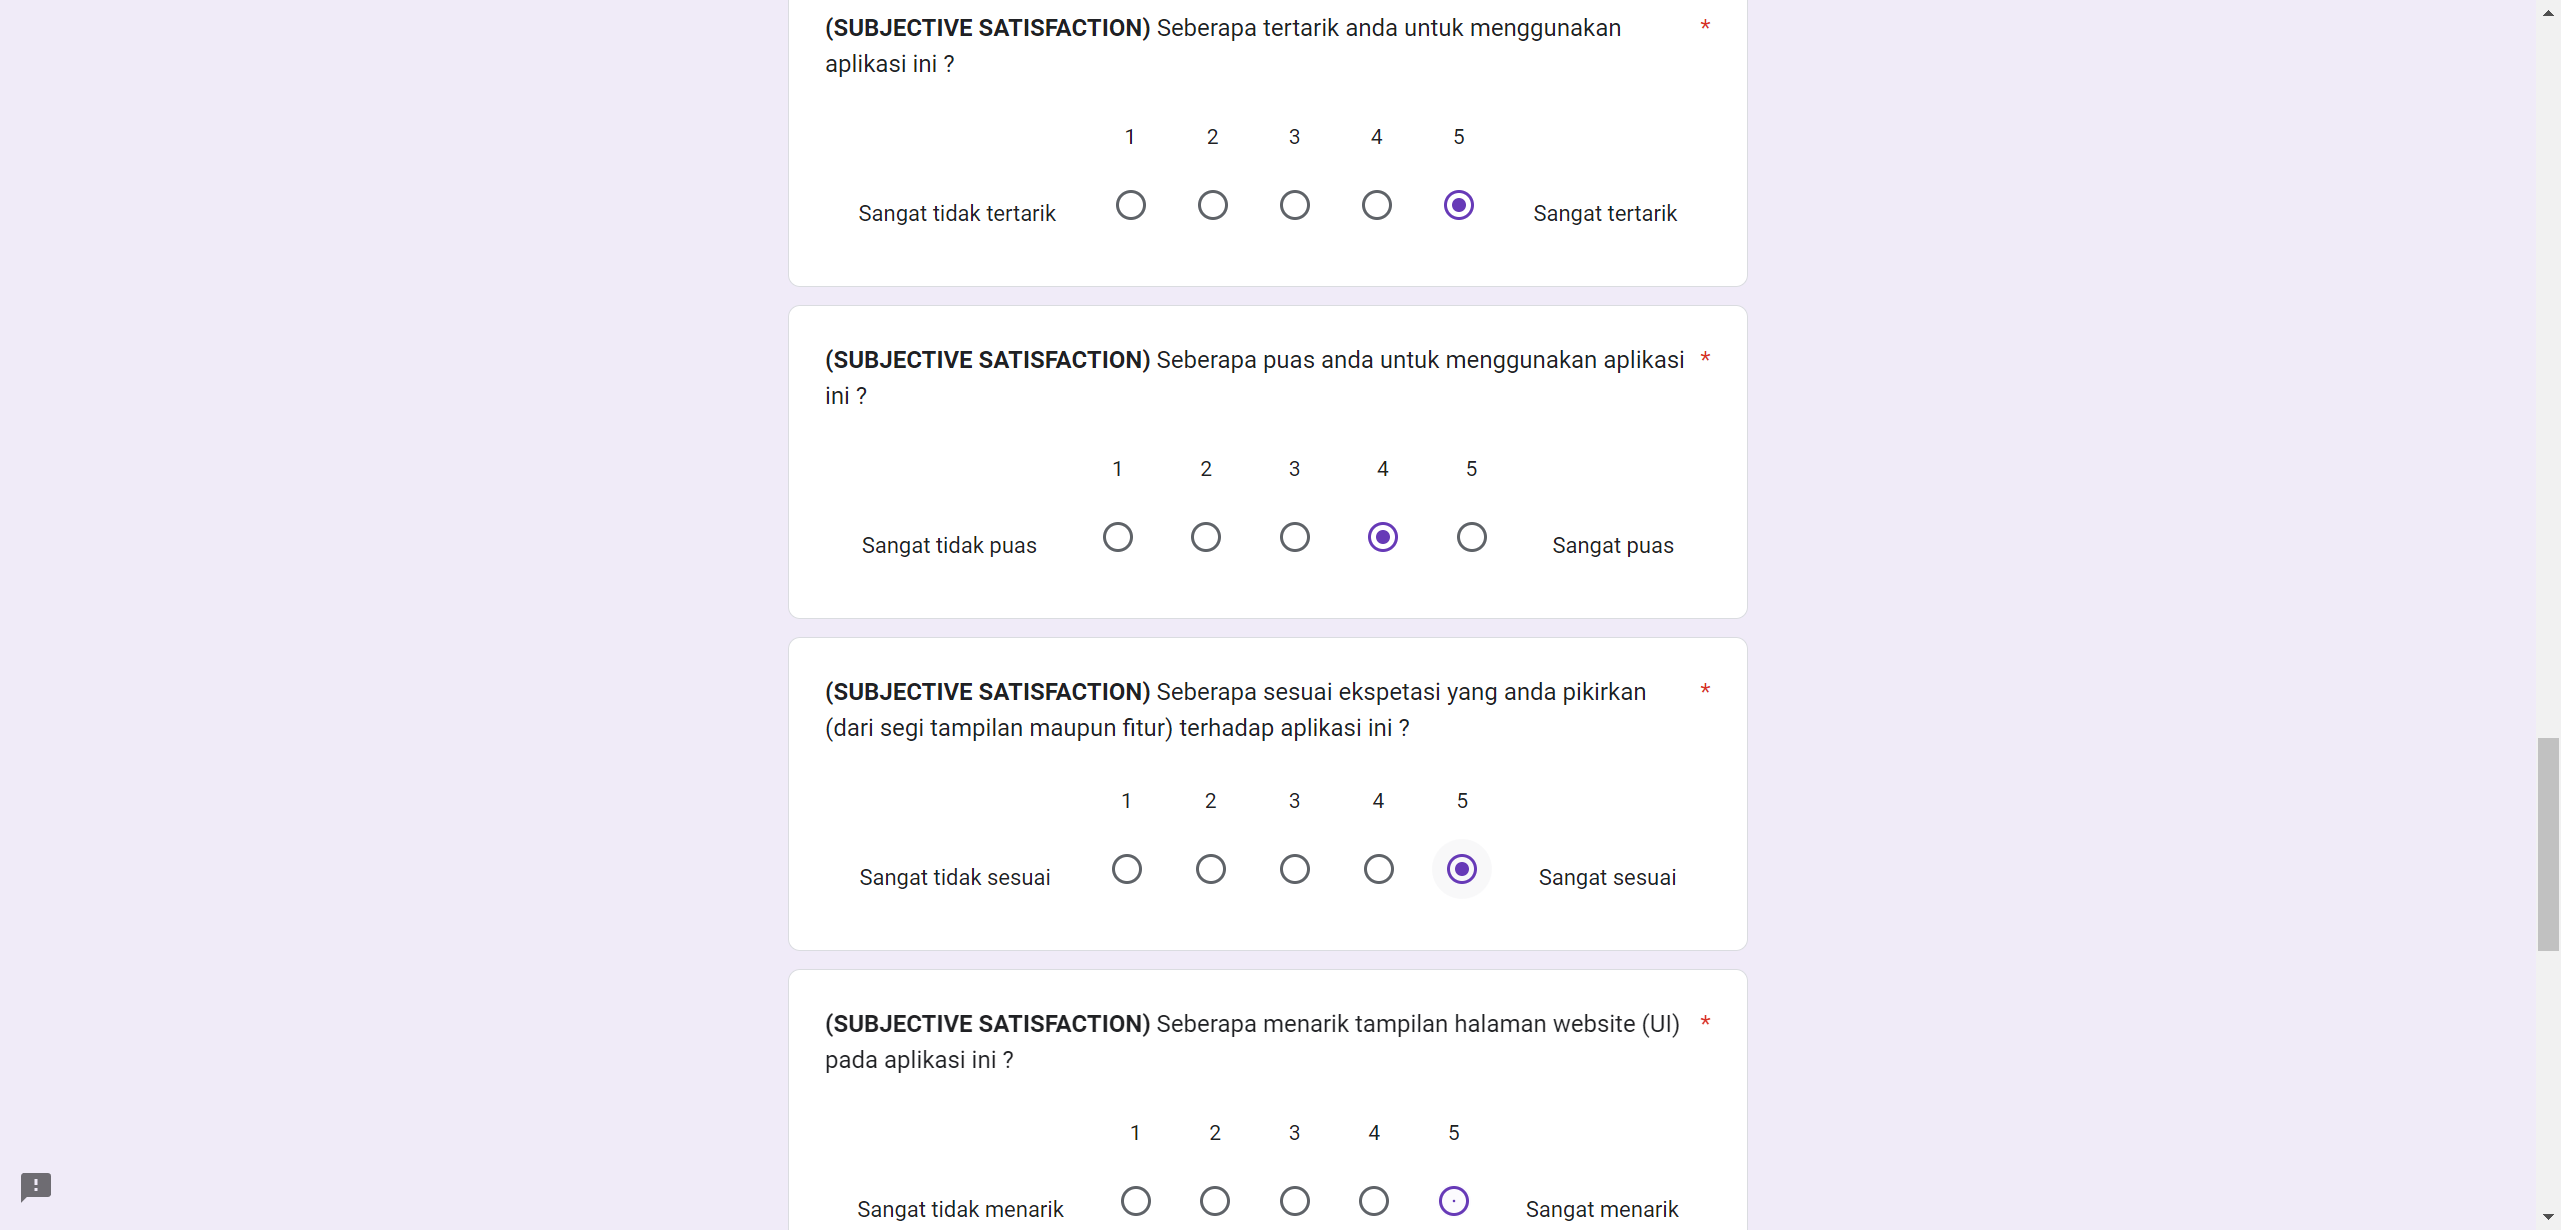 (SUBJECTIVE SATISFACTION) Seberapa tertarik anda untuk menggunakan *
aplikasi ini ?
1 2 3 4 5
Sangat tidak tertarik Sangat tertarik
(SUBJECTIVE SATISFACTION) Seberapa puas anda untuk menggunakan aplikasi *
ini ?
1 2 3 4 5
Sangat tidak puas Sangat puas
(SUBJECTIVE SATISFACTION) Seberapa sesuai ekspetasi yang anda pikirkan *
(dari segi tampilan maupun fitur) terhadap aplikasi ini ?
1 2 3 4 5
Sangat tidak sesuai Sangat sesuai
(SUBJECTIVE SATISFACTION) Seberapa menarik tampilan halaman website (UI) *
pada aplikasi ini ?
1 2 3 4 5
Sangat tidak menarik Sangat menarik